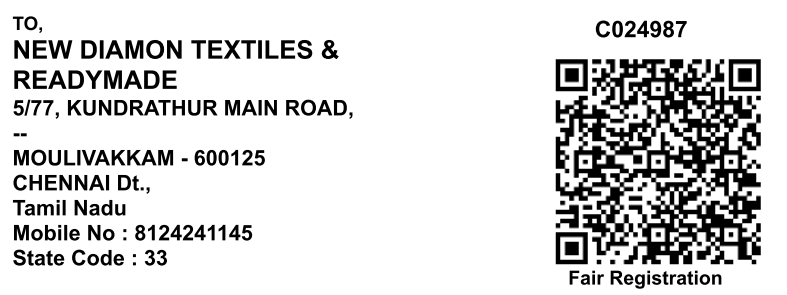 TO,
NEW DIAMON TEXTILES &
READYMADE
5/77, KUNDRATHUR MAIN ROAD,
--
MOULIVAKKAM - 600125
CHENNAI Dt.,
Tamil Nadu
Mobile No : 8124241145
State Code : 33
C024987
Fair Registration